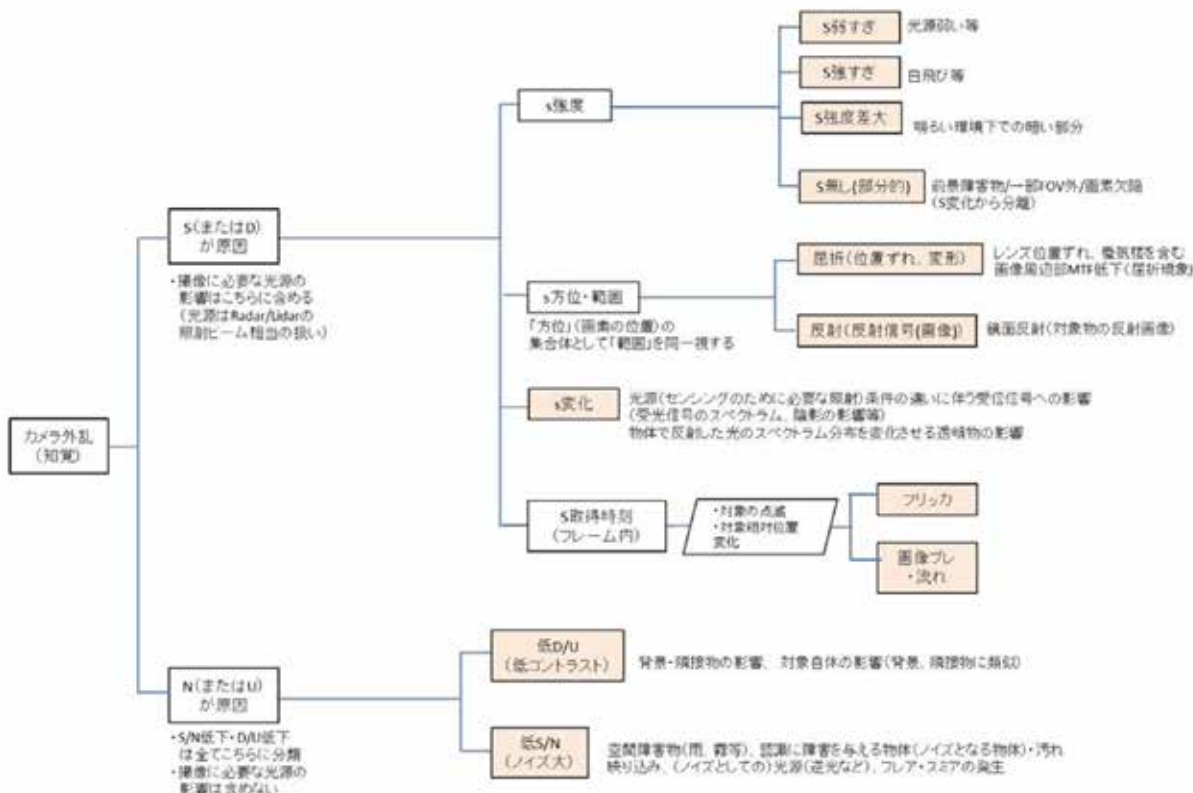 カメラ外乱
(知覚)
S(またはD)
が原因
・撮像に必要な光源の
影響はこちらに含める
(光源はRadar/Lidarの
照射ビーム相当の扱い)
s強度
S弱すぎ
光源弱い等
S強すぎ
白飛び等
S強度差大
明るい環境下での暗い部分
S無し(部分的)
前景障害物/一部FOV外/画素欠陥
(S変化から分離)
s方位・範囲
「方位」(画素の位置)の
集合体として「範囲」を同一視する
屈折(位置ずれ、変形)
レンズ位置ずれ、蜃気楼を含む
画像周辺部MTF低下(屈折現象)
反射(反射信号(画像))
鏡面反射(対象物の反射画像)
s変化
光源(センシングのために必要な照射)条件の違いに伴う受信信号への影響
(受光信号のスペクトラム、陰影の影響等)
物体で反射した光のスペクトラム分布を変化させる透明物の影響
S取得時刻
(フレーム内)
・対象の点滅
・対象相対位置
変化
フリッカ
画像ブレ
・流れ
N(またはU)
が原因
・S/N低下・D/U低下
は全てこちらに分類
・撮像に必要な光源の
影響は含めない
低D/U
(低コントラスト)
背景・隣接物の影響、対象自体の影響(背景、隣接物に類似)
低S/N
(ノイズ大)
空間障害物(雨、霧等)、認識に障害を与える物体(ノイズとなる物体)・汚れ
映り込み、(ノイズとしての)光源(逆光など)、フレア・スミアの発生